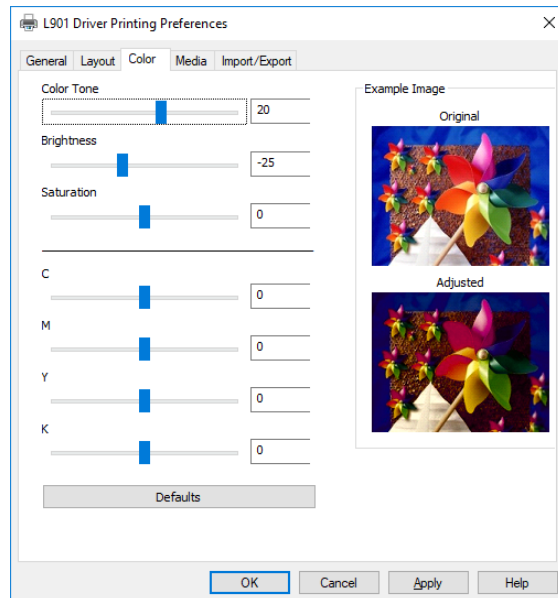 L901 Driver Printing Preferences
General Layout Color Media Import/Export
Color Tone
20
Brightness
-25
Saturation
0
C
0
M
0
Y
0
K
0
Defaults
Example Image
Original
Adjusted
OK Cancel Apply Help